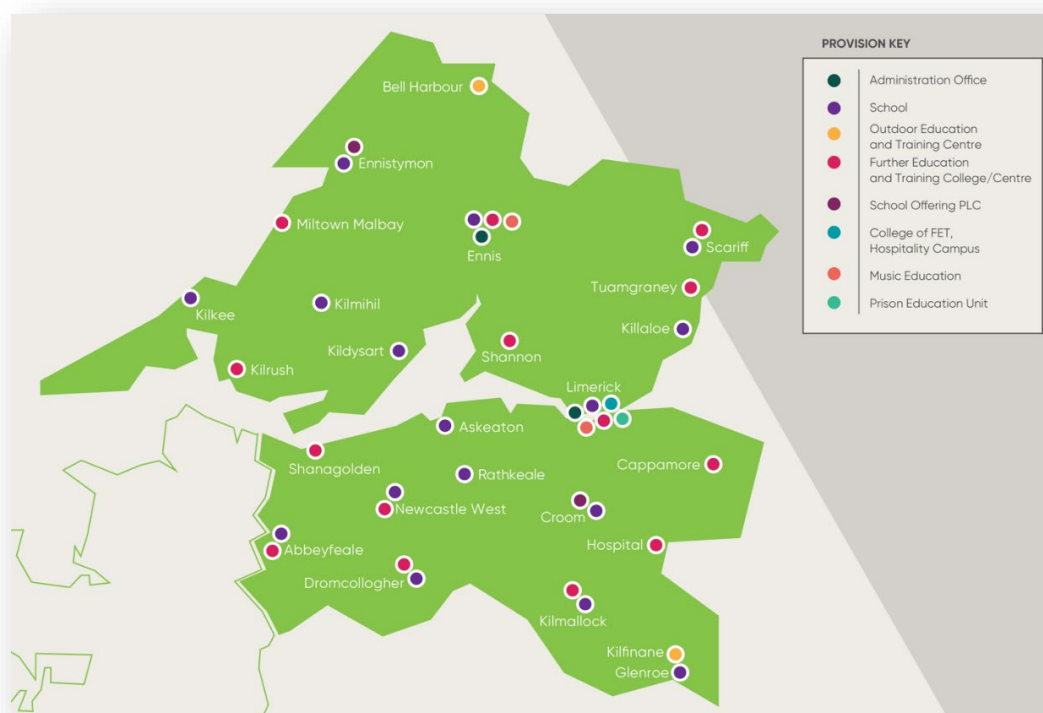 PROVISION KEY
Administration Office
School
Outdoor Education
and Training Centre
Further Education
and Training College/Centre
School Offering PLC
College of FET,
Hospitality Campus
Music Education
Prison Education Unit
Bell Harbour
Ennistymon
Miltown Malbay
Ennis
Scariff
Tuamgraney
Kilkee
Kilmihil
Killaloe
Kildysart
Shannon
Kilrush
Limerick
Askeaton
Shanagolden
Cappamore
Rathkeale
Newcastle West
Croom
Hospital
Abbeyfeale
Dromcollogher
Kilmallock
Kilfinane
Glenroe